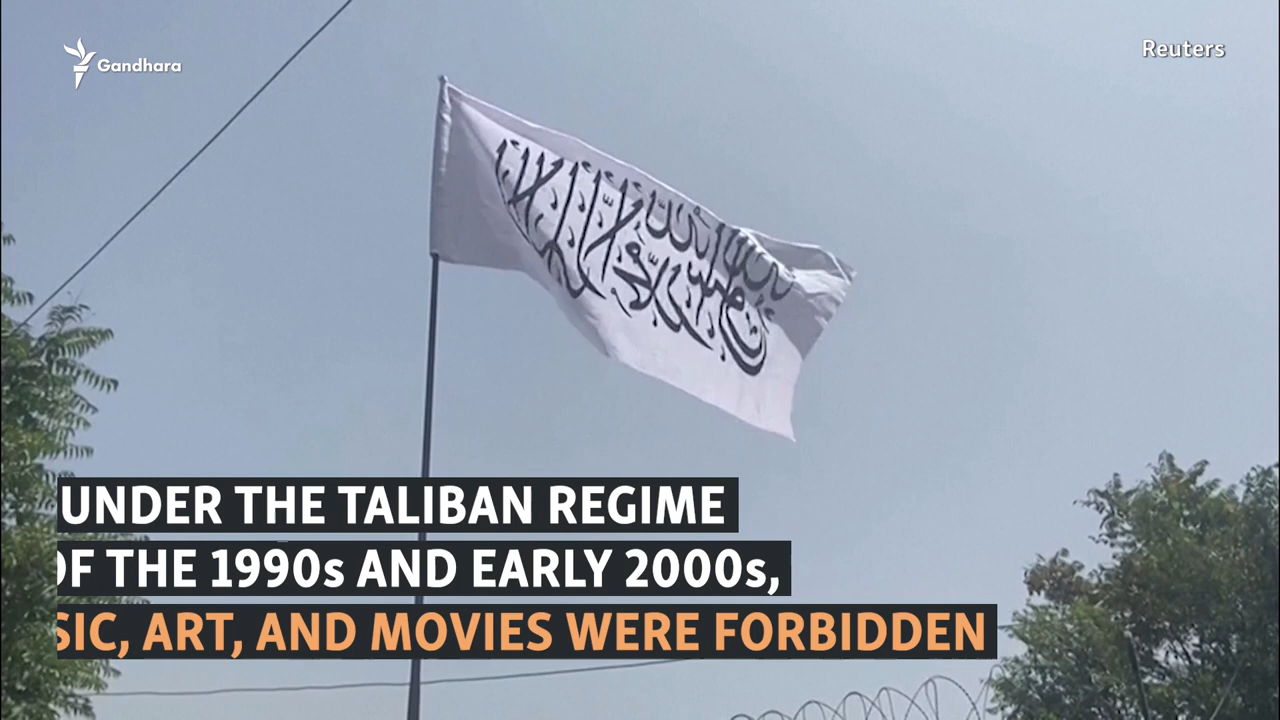 Gandhara
Reuters
لا إله إلا الله محمد رسول الله
UNDER THE TALIBAN REGIME
OF THE 1990s AND EARLY 2000s,
SIC, ART, AND MOVIES WERE FORBIDDEN